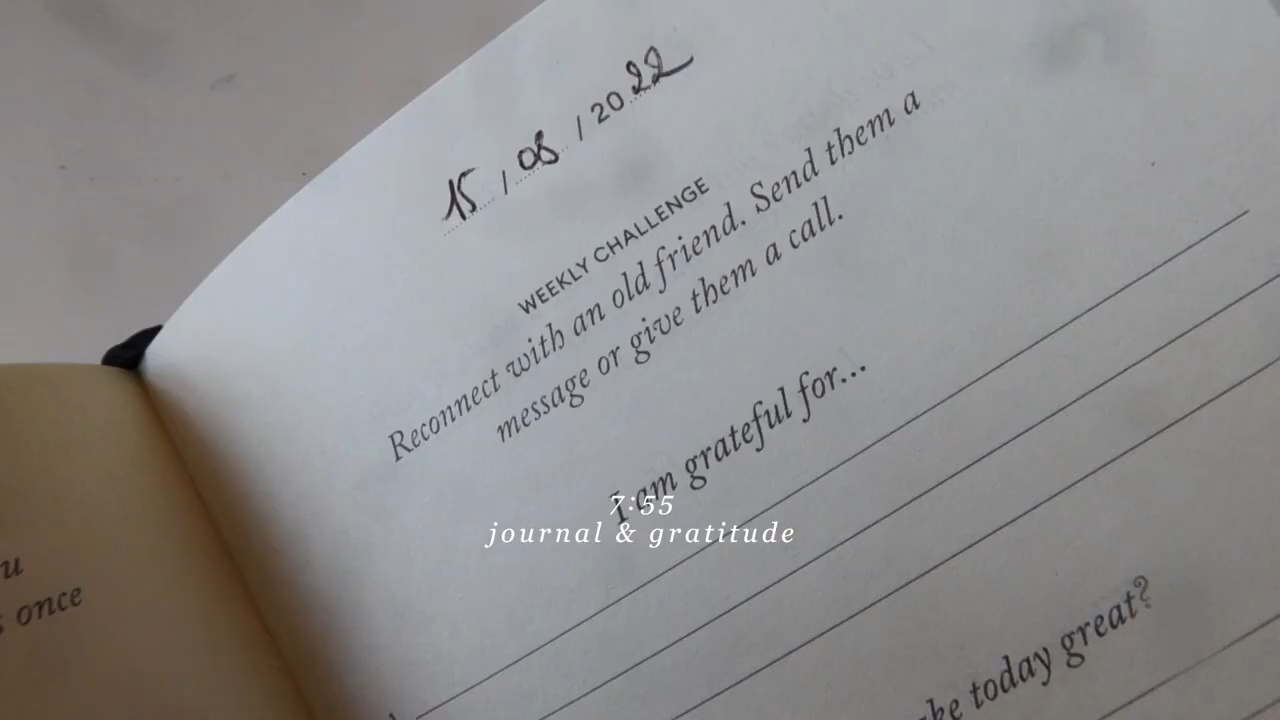 15 / 08 / 2022
WEEKLY CHALLENGE
Reconnect with an old friend. Send them a
message or give them a call.
I am grateful for...
7:55
journal & gratitude
once
today great?